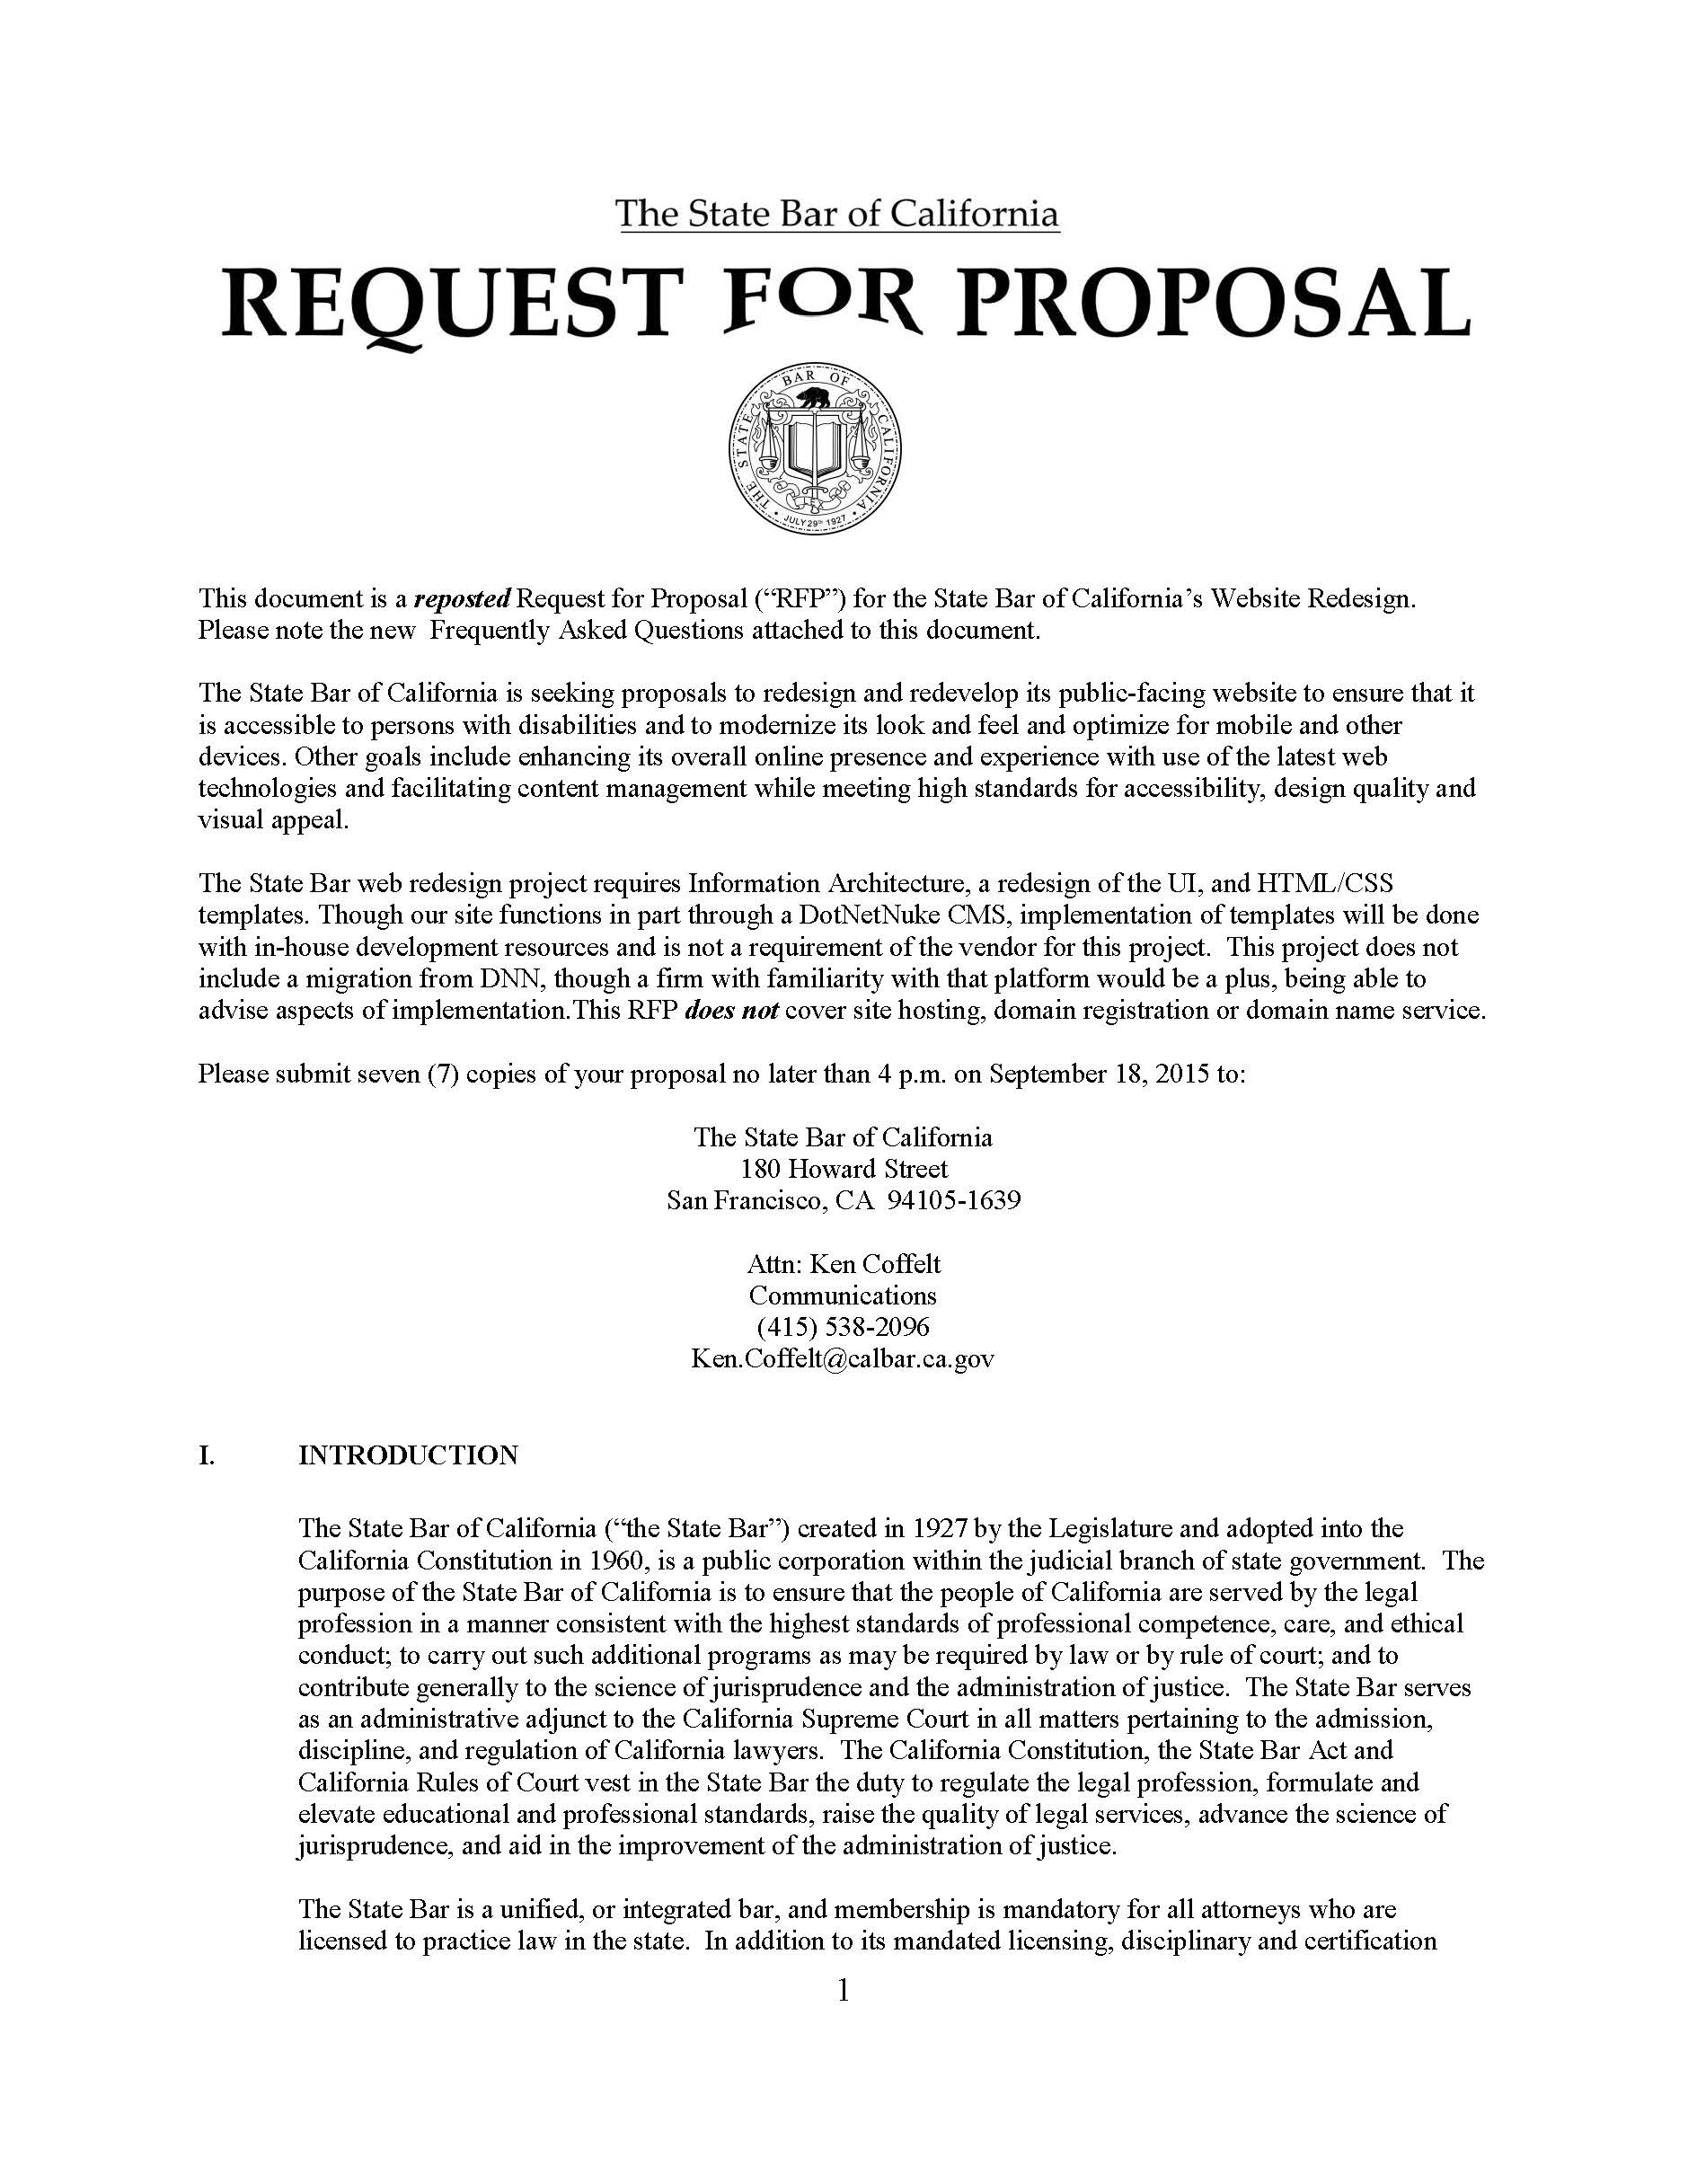 The State Bar of California
REQUEST FOR PROPOSAL
THE STATE BAR OF CALIFORNIA
LEX
• JULY 29th 1927 •
This document is a reposted Request for Proposal (“RFP”) for the State Bar of California’s Website Redesign.
Please note the new  Frequently Asked Questions attached to this document.
The State Bar of California is seeking proposals to redesign and redevelop its public-facing website to ensure that it
is accessible to persons with disabilities and to modernize its look and feel and optimize for mobile and other
devices. Other goals include enhancing its overall online presence and experience with use of the latest web
technologies and facilitating content management while meeting high standards for accessibility, design quality and
visual appeal.
The State Bar web redesign project requires Information Architecture, a redesign of the UI, and HTML/CSS
templates. Though our site functions in part through a DotNetNuke CMS, implementation of templates will be done
with in-house development resources and is not a requirement of the vendor for this project.  This project does not
include a migration from DNN, though a firm with familiarity with that platform would be a plus, being able to
advise aspects of implementation.This RFP does not cover site hosting, domain registration or domain name service.
Please submit seven (7) copies of your proposal no later than 4 p.m. on September 18, 2015 to:
The State Bar of California
180 Howard Street
San Francisco, CA  94105-1639
Attn: Ken Coffelt
Communications
(415) 538-2096
Ken.Coffelt@calbar.ca.gov
I. INTRODUCTION
The State Bar of California (“the State Bar”) created in 1927 by the Legislature and adopted into the
California Constitution in 1960, is a public corporation within the judicial branch of state government.  The
purpose of the State Bar of California is to ensure that the people of California are served by the legal
profession in a manner consistent with the highest standards of professional competence, care, and ethical
conduct; to carry out such additional programs as may be required by law or by rule of court; and to
contribute generally to the science of jurisprudence and the administration of justice.  The State Bar serves
as an administrative adjunct to the California Supreme Court in all matters pertaining to the admission,
discipline, and regulation of California lawyers.  The California Constitution, the State Bar Act and
California Rules of Court vest in the State Bar the duty to regulate the legal profession, formulate and
elevate educational and professional standards, raise the quality of legal services, advance the science of
jurisprudence, and aid in the improvement of the administration of justice.
The State Bar is a unified, or integrated bar, and membership is mandatory for all attorneys who are
licensed to practice law in the state.  In addition to its mandated licensing, disciplinary and certification
1